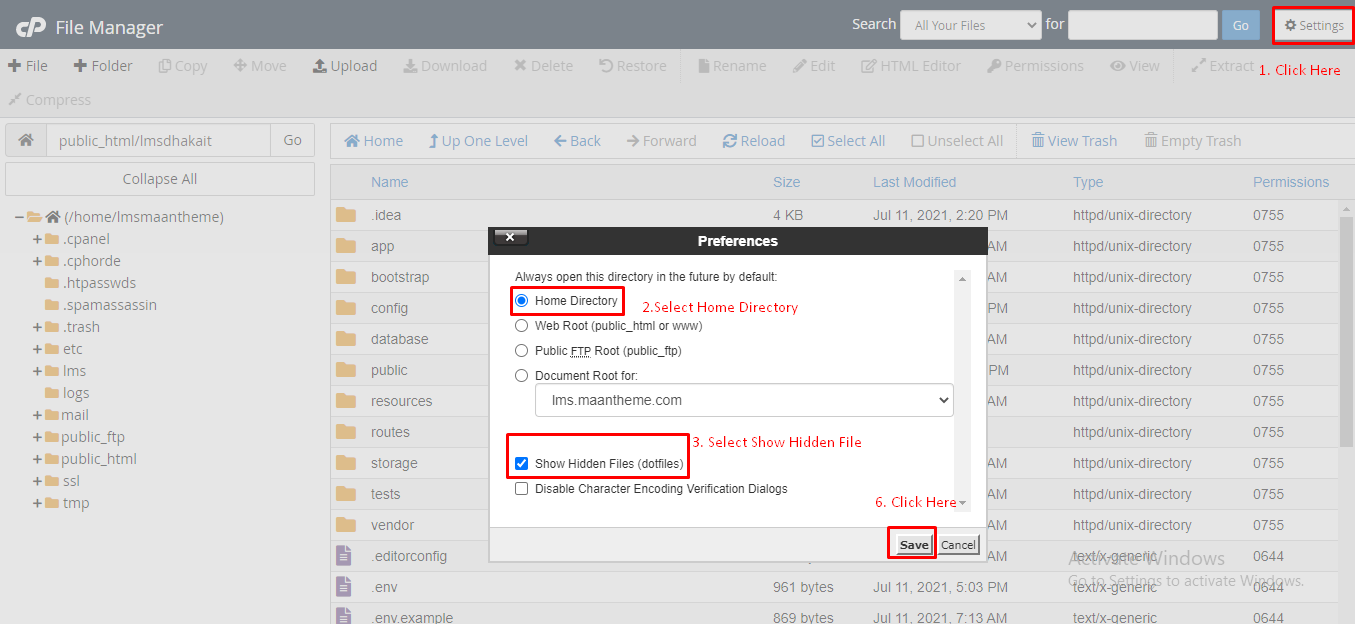 cP File Manager
Search All Your Files for Go Settings
File Folder Copy Move Upload Download Delete Restore Rename Edit HTML Editor Permissions View Extract
1. Click Here
Compress
public_html/lmsdhakait Go
Home Up One Level Back Forward Reload Select All Unselect All View Trash Empty Trash
Collapse All
Name Size Last Modified Type Permissions
(/home/lmsmaantheme)
.cpanel
.cphorde
.htpasswds
.spamassassin
.trash
etc
lms
logs
mail
public_ftp
public_html
ssl
tmp
.idea 4 KB Jul 11, 2021, 2:20 PM httpd/unix-directory 0755
app AM httpd/unix-directory 0755
bootstrap AM httpd/unix-directory 0755
config PM httpd/unix-directory 0755
database AM httpd/unix-directory 0755
public PM httpd/unix-directory 0755
resources AM httpd/unix-directory 0755
routes httpd/unix-directory 0755
storage AM httpd/unix-directory 0755
tests AM httpd/unix-directory 0755
vendor AM httpd/unix-directory 0755
.editorconfig AM text/x-generic 0644
.env 961 bytes Jul 11, 2021, 5:03 PM text/x-generic 0644
.env.example 869 bytes Jul 11, 2021, 7:13 AM text/x-generic 0644
Preferences
Always open this directory in the future by default:
Home Directory
2.Select Home Directory
Web Root (public_html or www)
Public FTP Root (public_ftp)
Document Root for:
lms.maantheme.com
3. Select Show Hidden File
Show Hidden Files (dotfiles)
Disable Character Encoding Verification Dialogs
6. Click Here
Save Cancel
Activate Windows
Go to Settings to activate Windows.